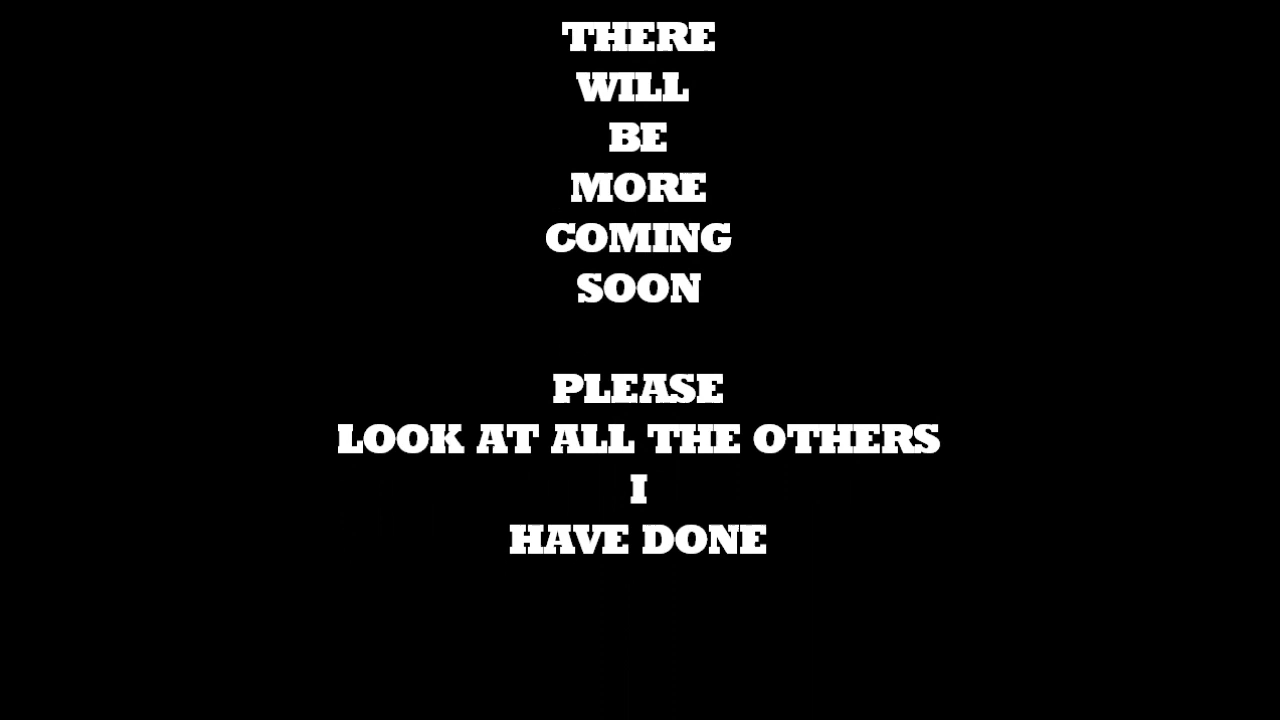 THERE
WILL
BE
MORE
COMING
SOON
PLEASE
LOOK AT ALL THE OTHERS
I
HAVE DONE